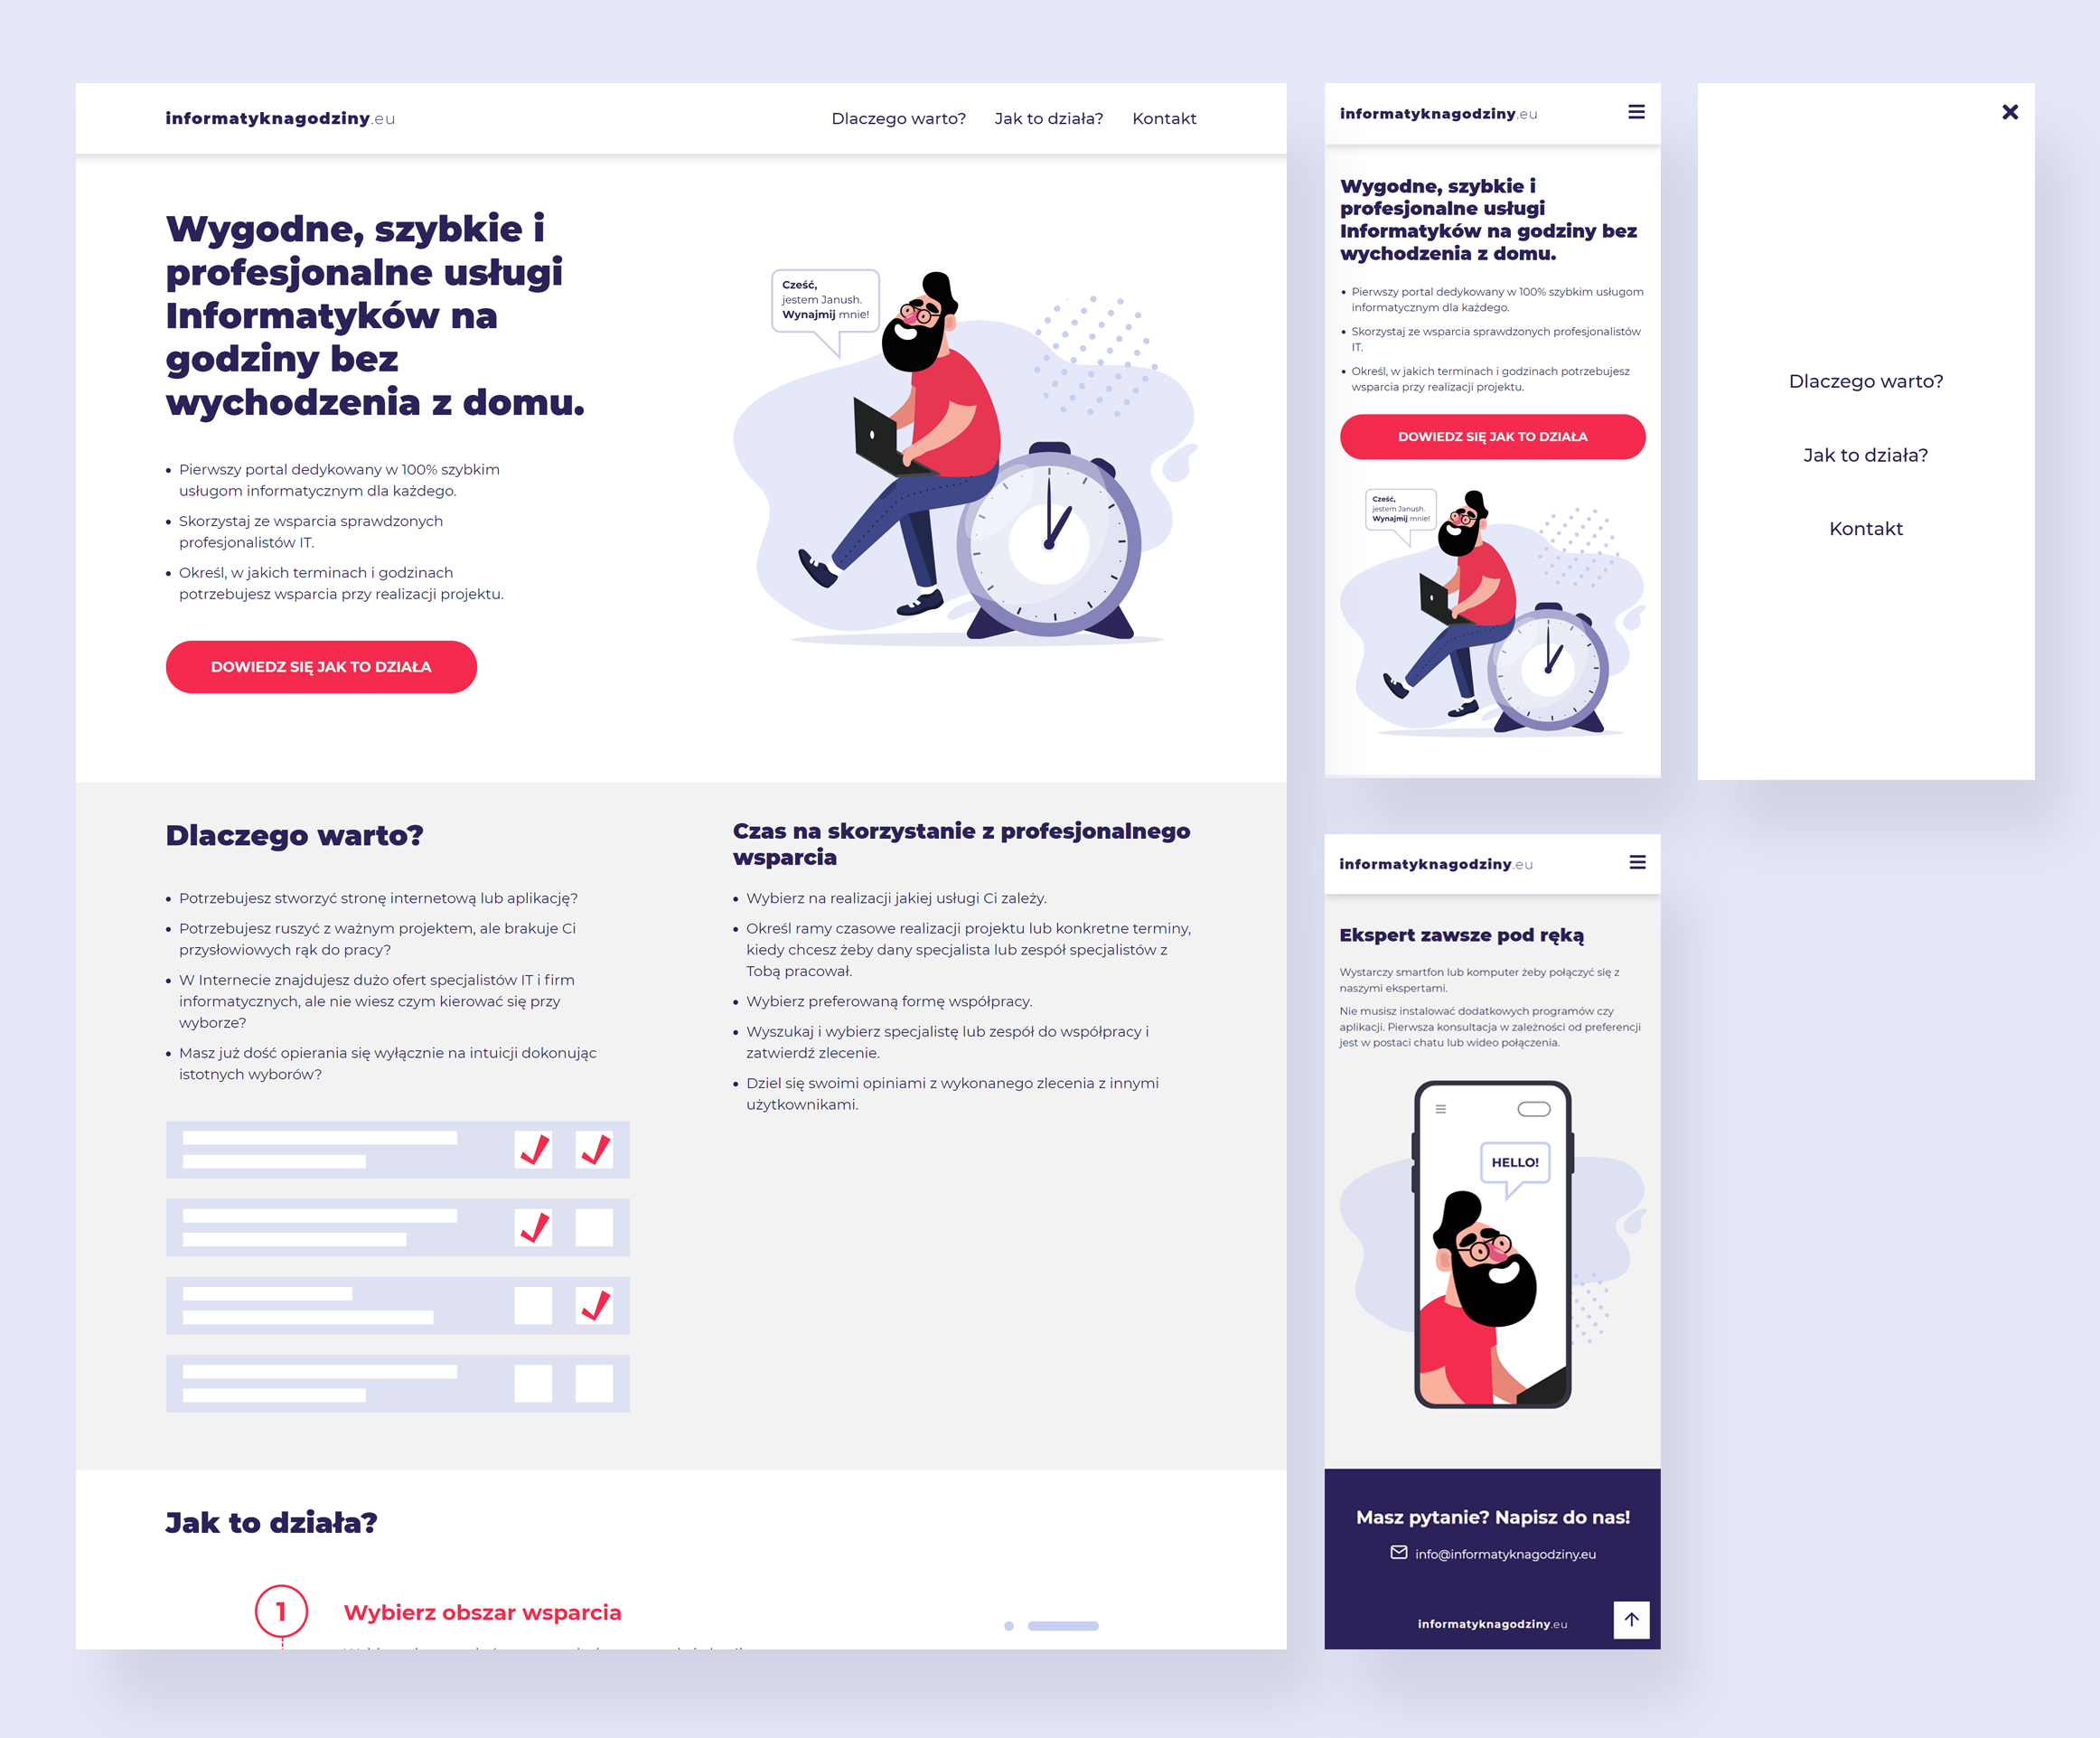 informatyknagodziny.eu
Dlaczego warto?
Jak to działa?
Kontakt
Wygodne, szybkie i
profesjonalne usługi
Informatyków na
godziny bez
wychodzenia z domu.
Pierwszy portal dedykowany w 100% szybkim
usługom informatycznym dla każdego.
Skorzystaj ze wsparcia sprawdzonych
profesjonalistów IT.
Określ, w jakich terminach i godzinach
potrzebujesz wsparcia przy realizacji projektu.
DOWIEDZ SIĘ JAK TO DZIAŁA
Cześć,
jestem Janush.
Wynajmij mnie!
Dlaczego warto?
Potrzebujesz stworzyć stronę internetową lub aplikację?
Potrzebujesz ruszyć z ważnym projektem, ale brakuje Ci
przysłowiowych rąk do pracy?
W Internecie znajdujesz dużo ofert specjalistów IT i firm
informatycznych, ale nie wiesz czym kierować się przy
wyborze?
Masz już dość opierania się wyłącznie na intuicji dokonując
istotnych wyborów?
Czas na skorzystanie z profesjonalnego
wsparcia
Wybierz na realizacji jakiej usługi Ci zależy.
Określ ramy czasowe realizacji projektu lub konkretne terminy,
kiedy chcesz żeby dany specjalista lub zespół specjalistów z
Tobą pracował.
Wybierz preferowaną formę współpracy.
Wyszukaj i wybierz specjalistę lub zespół do współpracy i
zatwierdź zlecenie.
Dziel się swoimi opiniami z wykonanego zlecenia z innymi
użytkownikami.
Jak to działa?
1
Wybierz obszar wsparcia
informatyknagodziny.eu
Wygodne, szybkie i
profesjonalne usługi
Informatyków na godziny bez
wychodzenia z domu.
Pierwszy portal dedykowany w 100% szybkim usługom
informatycznym dla każdego.
Skorzystaj ze wsparcia sprawdzonych profesjonalistów
IT.
Określ, w jakich terminach i godzinach potrzebujesz
wsparcia przy realizacji projektu.
DOWIEDZ SIĘ JAK TO DZIAŁA
Cześć,
jestem Janush.
Wynajmij mnie!
Dlaczego warto?
Jak to działa?
Kontakt
informatyknagodziny.eu
Ekspert zawsze pod ręką
Wystarczy smartfon lub komputer żeby połączyć się z
naszymi ekspertami.
Nie musisz instalować dodatkowych programów czy
aplikacji. Pierwsza konsultacja w zależności od preferencji
jest w postaci chatu lub wideo połączenia.
HELLO!
Masz pytanie? Napisz do nas!
info@informatyknagodziny.eu
informatyknagodziny.eu